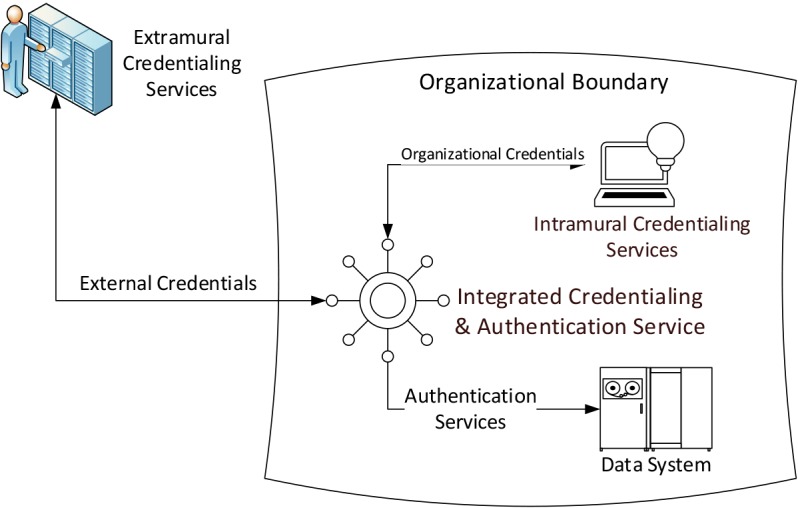 Extramural
Credentialing
Services
Organizational Boundary
Organizational Credentials
Intramural Credentialing
Services
External Credentials
Integrated Credentialing
& Authentication Service
Authentication
Services
Data System